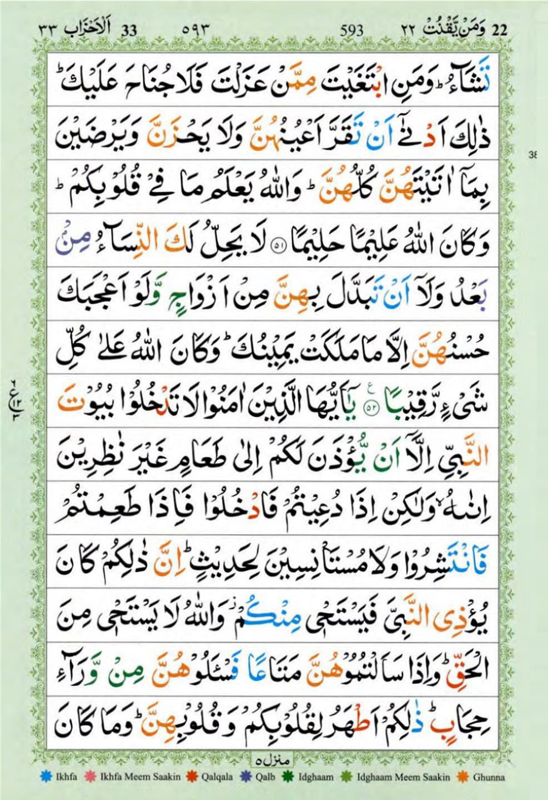 اَلْاَحْزَاب ٣٣ 33 ٥٩٣ 593 وَمَنْ يَّقْنُتْ ٢٢ 22
تَشَآءُ ؕ وَمَنِ ابْتَغَيْتَ مِمَّنْ عَزَلْتَ فَلَا جُنَاحَ عَلَيْكَ ؕ
ذٰلِكَ اَدْنٰۤى اَنْ تَقَرَّ اَعْيُنُهُنَّ وَلَا يَحْزَنَّ وَيَرْضَيْنَ
بِمَاۤ اٰتَيْتَهُنَّ كُلُّهُنَّ ؕ وَاللّٰهُ يَعْلَمُ مَا فِيْ قُلُوْبِكُمْ ؕ
وَكَانَ اللّٰهُ عَلِيْمًا حَلِيْمًا ﴿٥١﴾ لَا يَحِلُّ لَكَ النِّسَآءُ مِنْۢ
بَعْدُ وَلَاۤ اَنْ تَبَدَّلَ بِهِنَّ مِنْ اَزْوَاجٍ وَّلَوْ اَعْجَبَكَ
حُسْنُهُنَّ اِلَّا مَا مَلَكَتْ يَمِيْنُكَ ؕ وَكَانَ اللّٰهُ عَلٰى كُلِّ
شَىْءٍ رَّقِيْبًا ﴿٥٢﴾ ع يٰۤاَيُّهَا الَّذِيْنَ اٰمَنُوْا لَا تَدْخُلُوْا بُيُوْتَ
النَّبِيِّ اِلَّاۤ اَنْ يُّؤْذَنَ لَكُمْ اِلٰى طَعَامٍ غَيْرَ نٰظِرِيْنَ
اِنٰىهُ ۙ وَلٰكِنْ اِذَا دُعِيْتُمْ فَادْخُلُوْا فَاِذَا طَعِمْتُمْ
فَانْتَشِرُوْا وَلَا مُسْتَاْنِسِيْنَ لِحَدِيْثٍ ؕ اِنَّ ذٰلِكُمْ كَانَ
يُؤْذِى النَّبِيَّ فَيَسْتَحْيٖ مِنْكُمْ ؗ وَاللّٰهُ لَا يَسْتَحْيٖ مِنَ
الْحَقِّ ؕ وَاِذَا سَاَلْتُمُوْهُنَّ مَتَاعًا فَسْـَٔلُوْهُنَّ مِنْ وَّرَآءِ
حِجَابٍ ؕ ذٰلِكُمْ اَطْهَرُ لِقُلُوْبِكُمْ وَقُلُوْبِهِنَّ ؕ وَمَا كَانَ
منزل ٥
Ikhfa Ikhfa Meem Saakin Qalqala Qalb Idghaam Idghaam Meem Saakin Ghunna